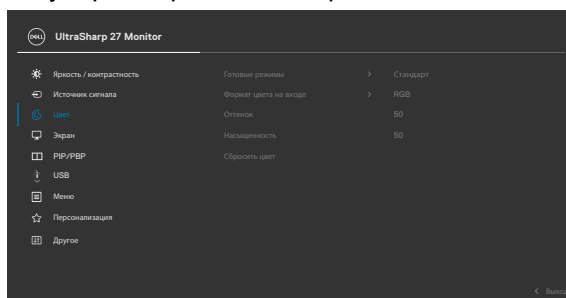 DELL UltraSharp 27 Monitor
Яркость / контрастность Готовые режимы > Стандарт
Источник сигнала Формат цвета на входе > RGB
Цвет Оттенок 50
Экран Насыщенность 50
PIP/PBP Сбросить цвет
USB
Меню
Персонализация
Другое